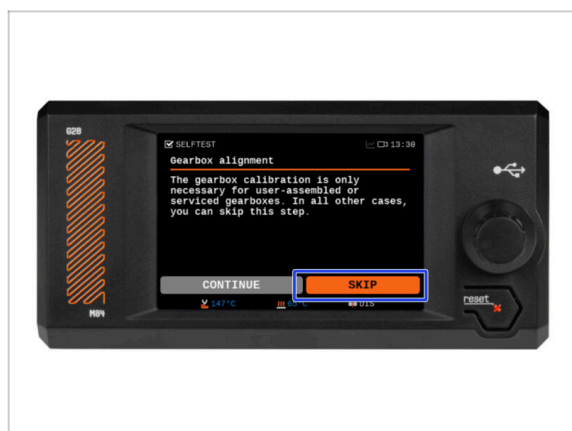 G28
SELFTEST 13:30
Gearbox alignment
The gearbox calibration is only
necessary for user-assembled or
serviced gearboxes. In all other cases,
you can skip this step.
CONTINUE SKIP
147°C
reset
M84